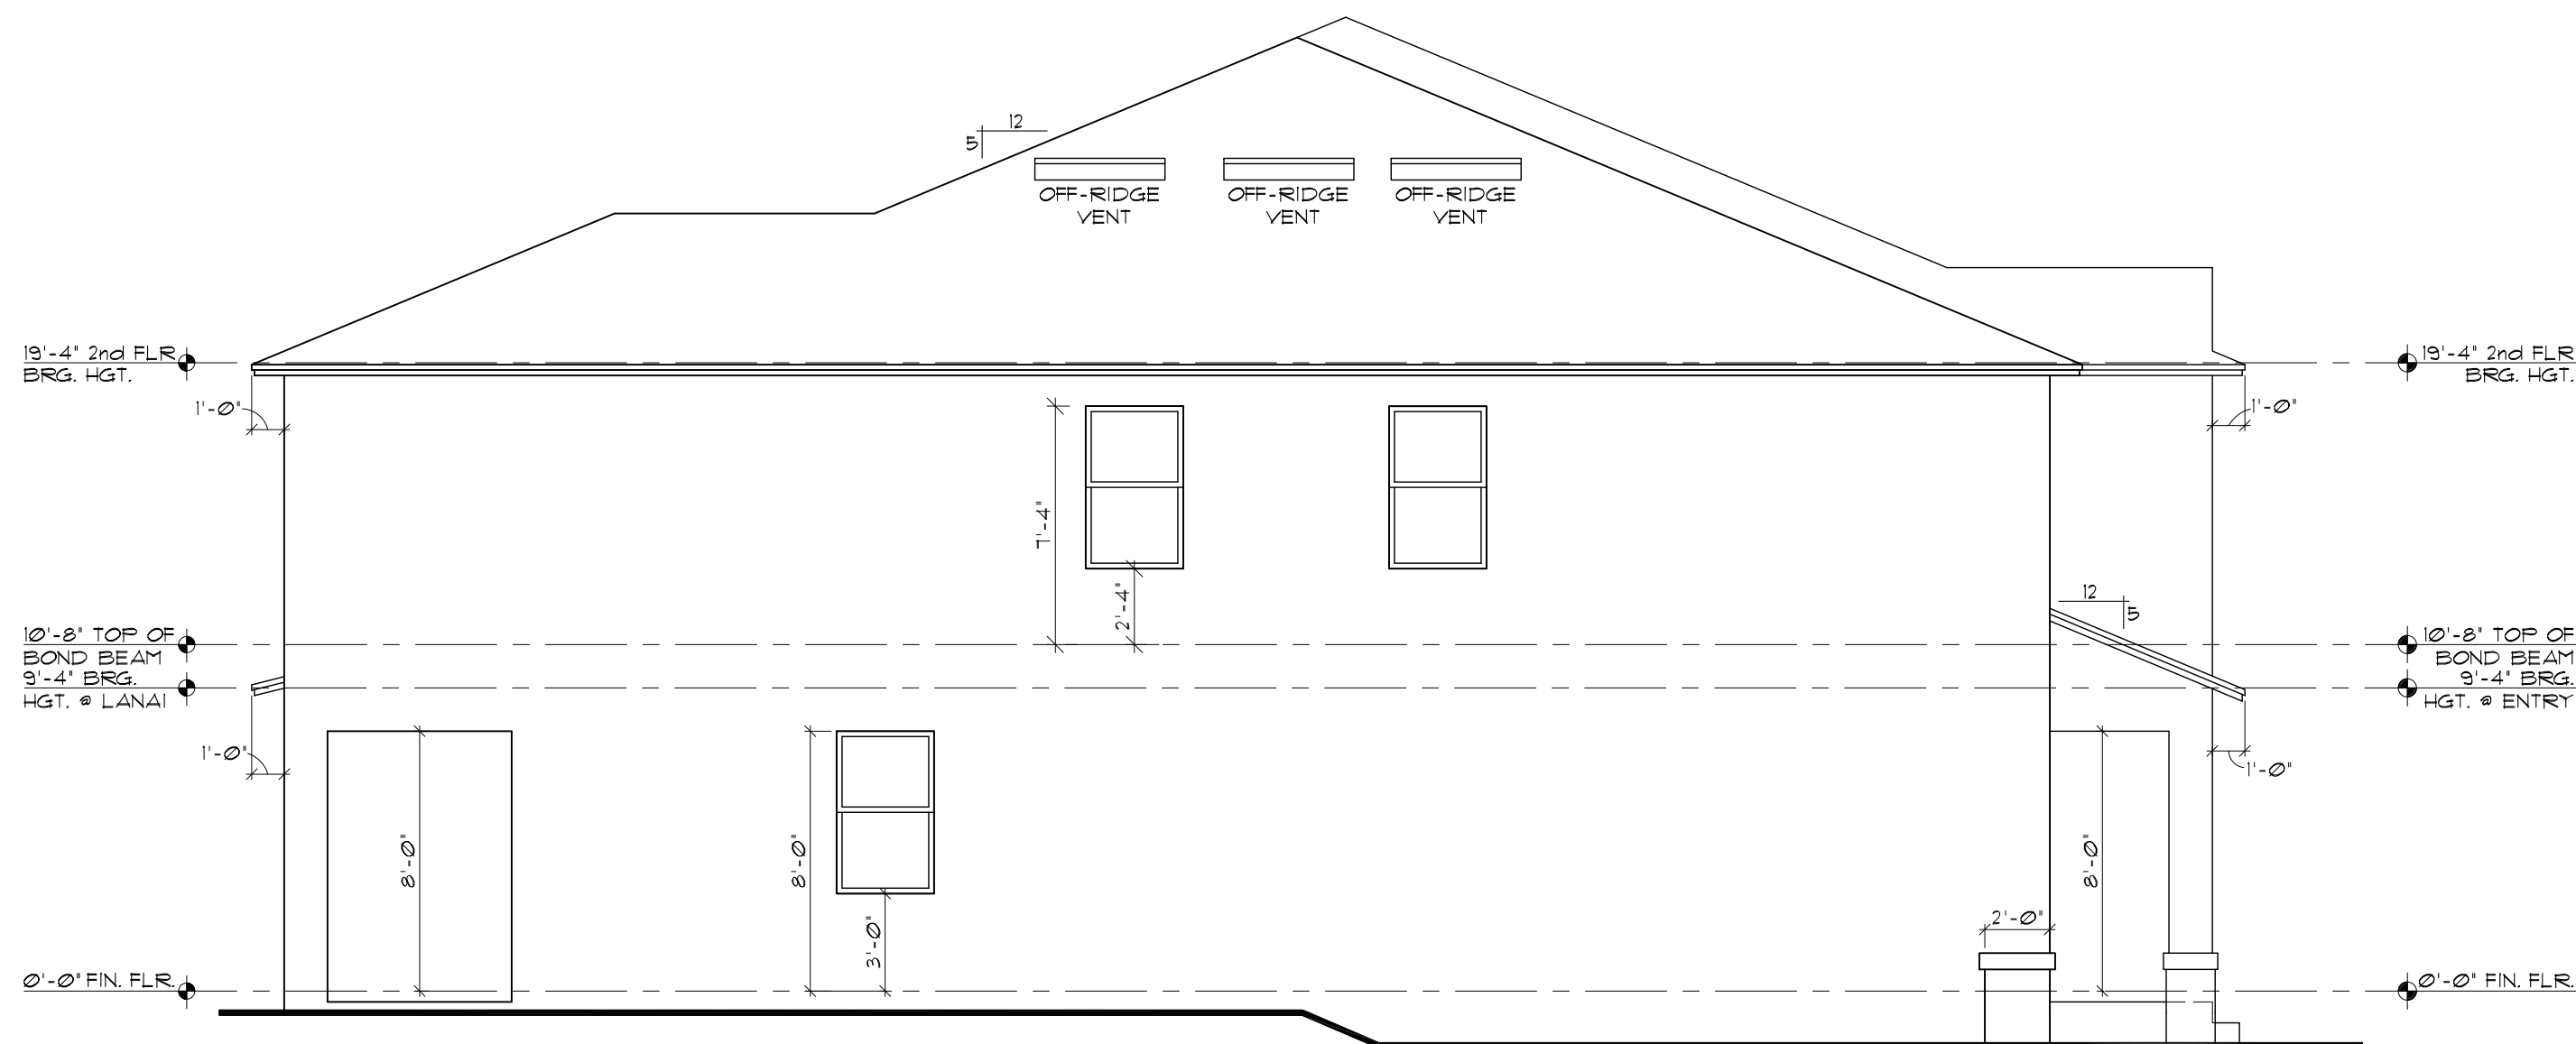 12
5
OFF-RIDGE
VENT
OFF-RIDGE
VENT
OFF-RIDGE
VENT
19'-4" 2nd FLR
BRG. HGT.
19'-4" 2nd FLR
BRG. HGT.
1'-0"
1'-0"
7'-4"
2'-4"
12
5
10'-8" TOP OF
BOND BEAM
9'-4" BRG.
HGT. @ LANAI
10'-8" TOP OF
BOND BEAM
9'-4" BRG.
HGT. @ ENTRY
1'-0"
1'-0"
8'-0"
8'-0"
3'-0"
8'-0"
2'-0"
0'-0" FIN. FLR.
0'-0" FIN. FLR.